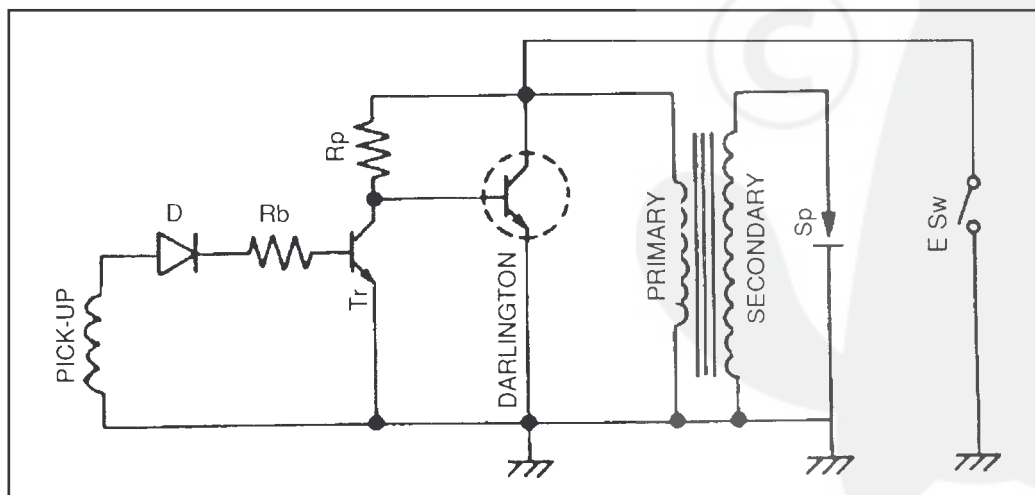 ©
Rp
D
Rb
Tr
PICK-UP
DARLINGTON
PRIMARY
SECONDARY
Sp
E Sw